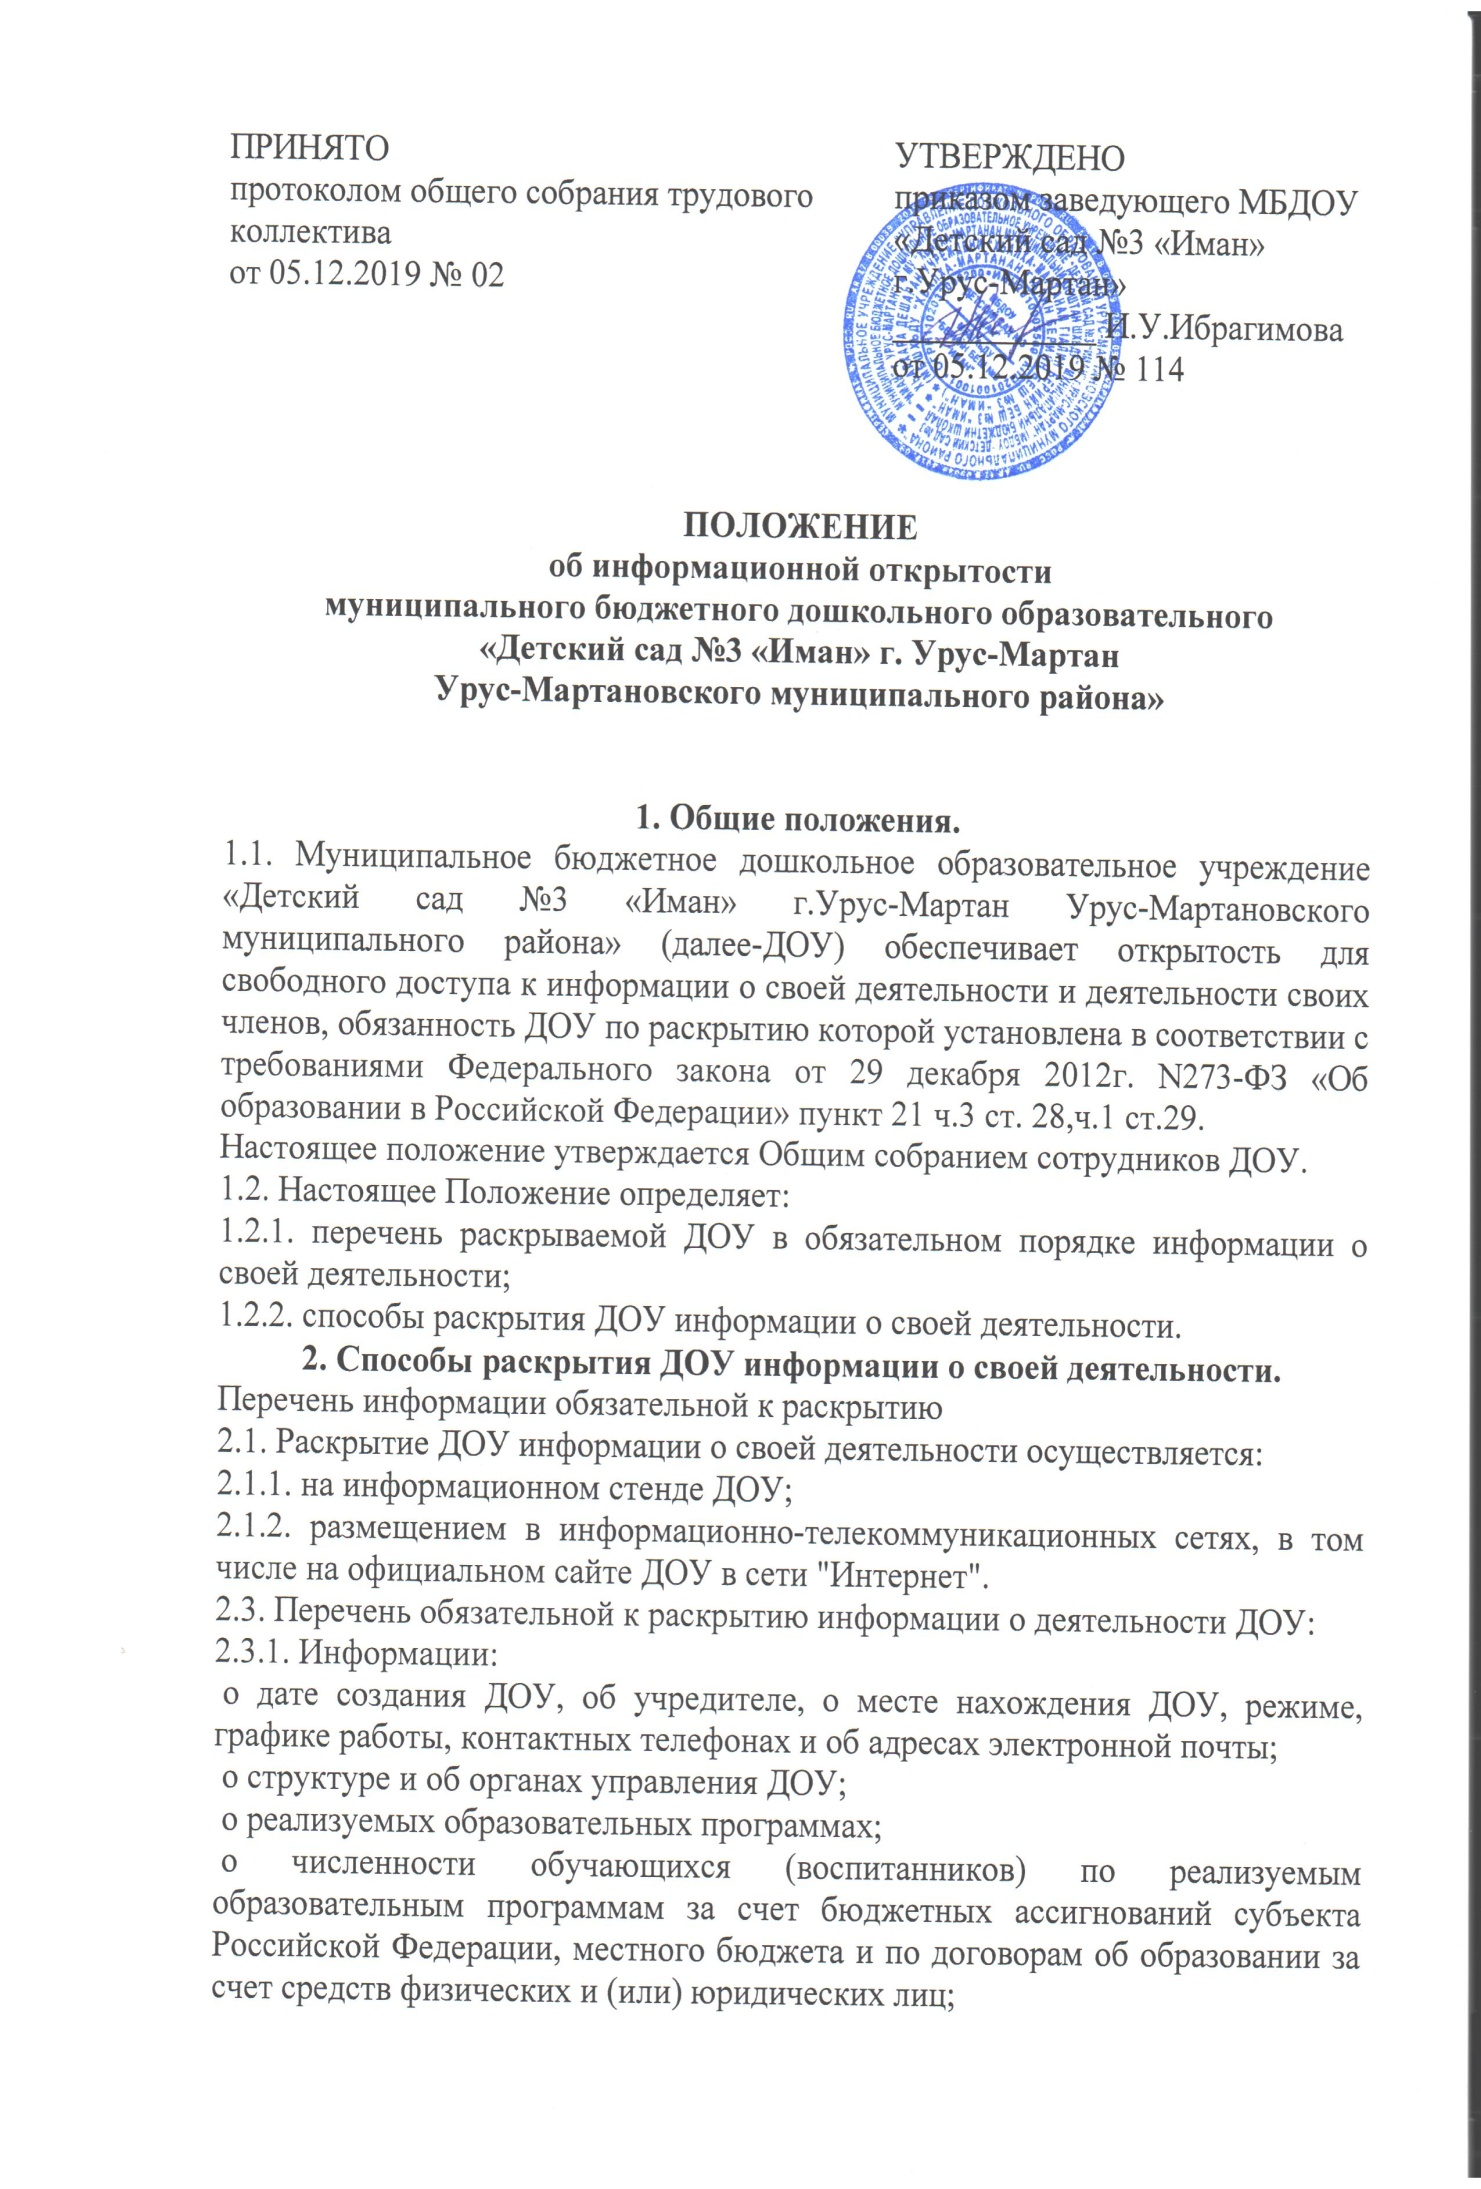 ПРИНЯТО
протоколом общего собрания трудового
коллектива
от 05.12.2019 № 02
УТВЕРЖДЕНО
приказом заведующего МБДОУ
«Детский сад №3 «Иман»
г.Урус-Мартан»
И.У.Ибрагимова
от 05.12.2019 № 114
ПОЛОЖЕНИЕ
об информационной открытости
муниципального бюджетного дошкольного образовательного
«Детский сад №3 «Иман» г. Урус-Мартан
Урус-Мартановского муниципального района»
1. Общие положения.
1.1. Муниципальное бюджетное дошкольное образовательное учреждение
«Детский сад №3 «Иман» г.Урус-Мартан Урус-Мартановского
муниципального района» (далее-ДОУ) обеспечивает открытость для
свободного доступа к информации о своей деятельности и деятельности своих
членов, обязанность ДОУ по раскрытию которой установлена в соответствии с
требованиями Федерального закона от 29 декабря 2012г. N273-ФЗ «Об
образовании в Российской Федерации» пункт 21 ч.3 ст. 28,ч.1 ст.29.
Настоящее положение утверждается Общим собранием сотрудников ДОУ.
1.2. Настоящее Положение определяет:
1.2.1. перечень раскрываемой ДОУ в обязательном порядке информации о
своей деятельности;
1.2.2. способы раскрытия ДОУ информации о своей деятельности.
2. Способы раскрытия ДОУ информации о своей деятельности.
Перечень информации обязательной к раскрытию
2.1. Раскрытие ДОУ информации о своей деятельности осуществляется:
2.1.1. на информационном стенде ДОУ;
2.1.2. размещением в информационно-телекоммуникационных сетях, в том
числе на официальном сайте ДОУ в сети "Интернет".
2.3. Перечень обязательной к раскрытию информации о деятельности ДОУ:
2.3.1. Информации:
о дате создания ДОУ, об учредителе, о месте нахождения ДОУ, режиме,
графике работы, контактных телефонах и об адресах электронной почты;
о структуре и об органах управления ДОУ;
о реализуемых образовательных программах;
о численности обучающихся (воспитанников) по реализуемым
образовательным программам за счет бюджетных ассигнований субъекта
Российской Федерации, местного бюджета и по договорам об образовании за
счет средств физических и (или) юридических лиц;